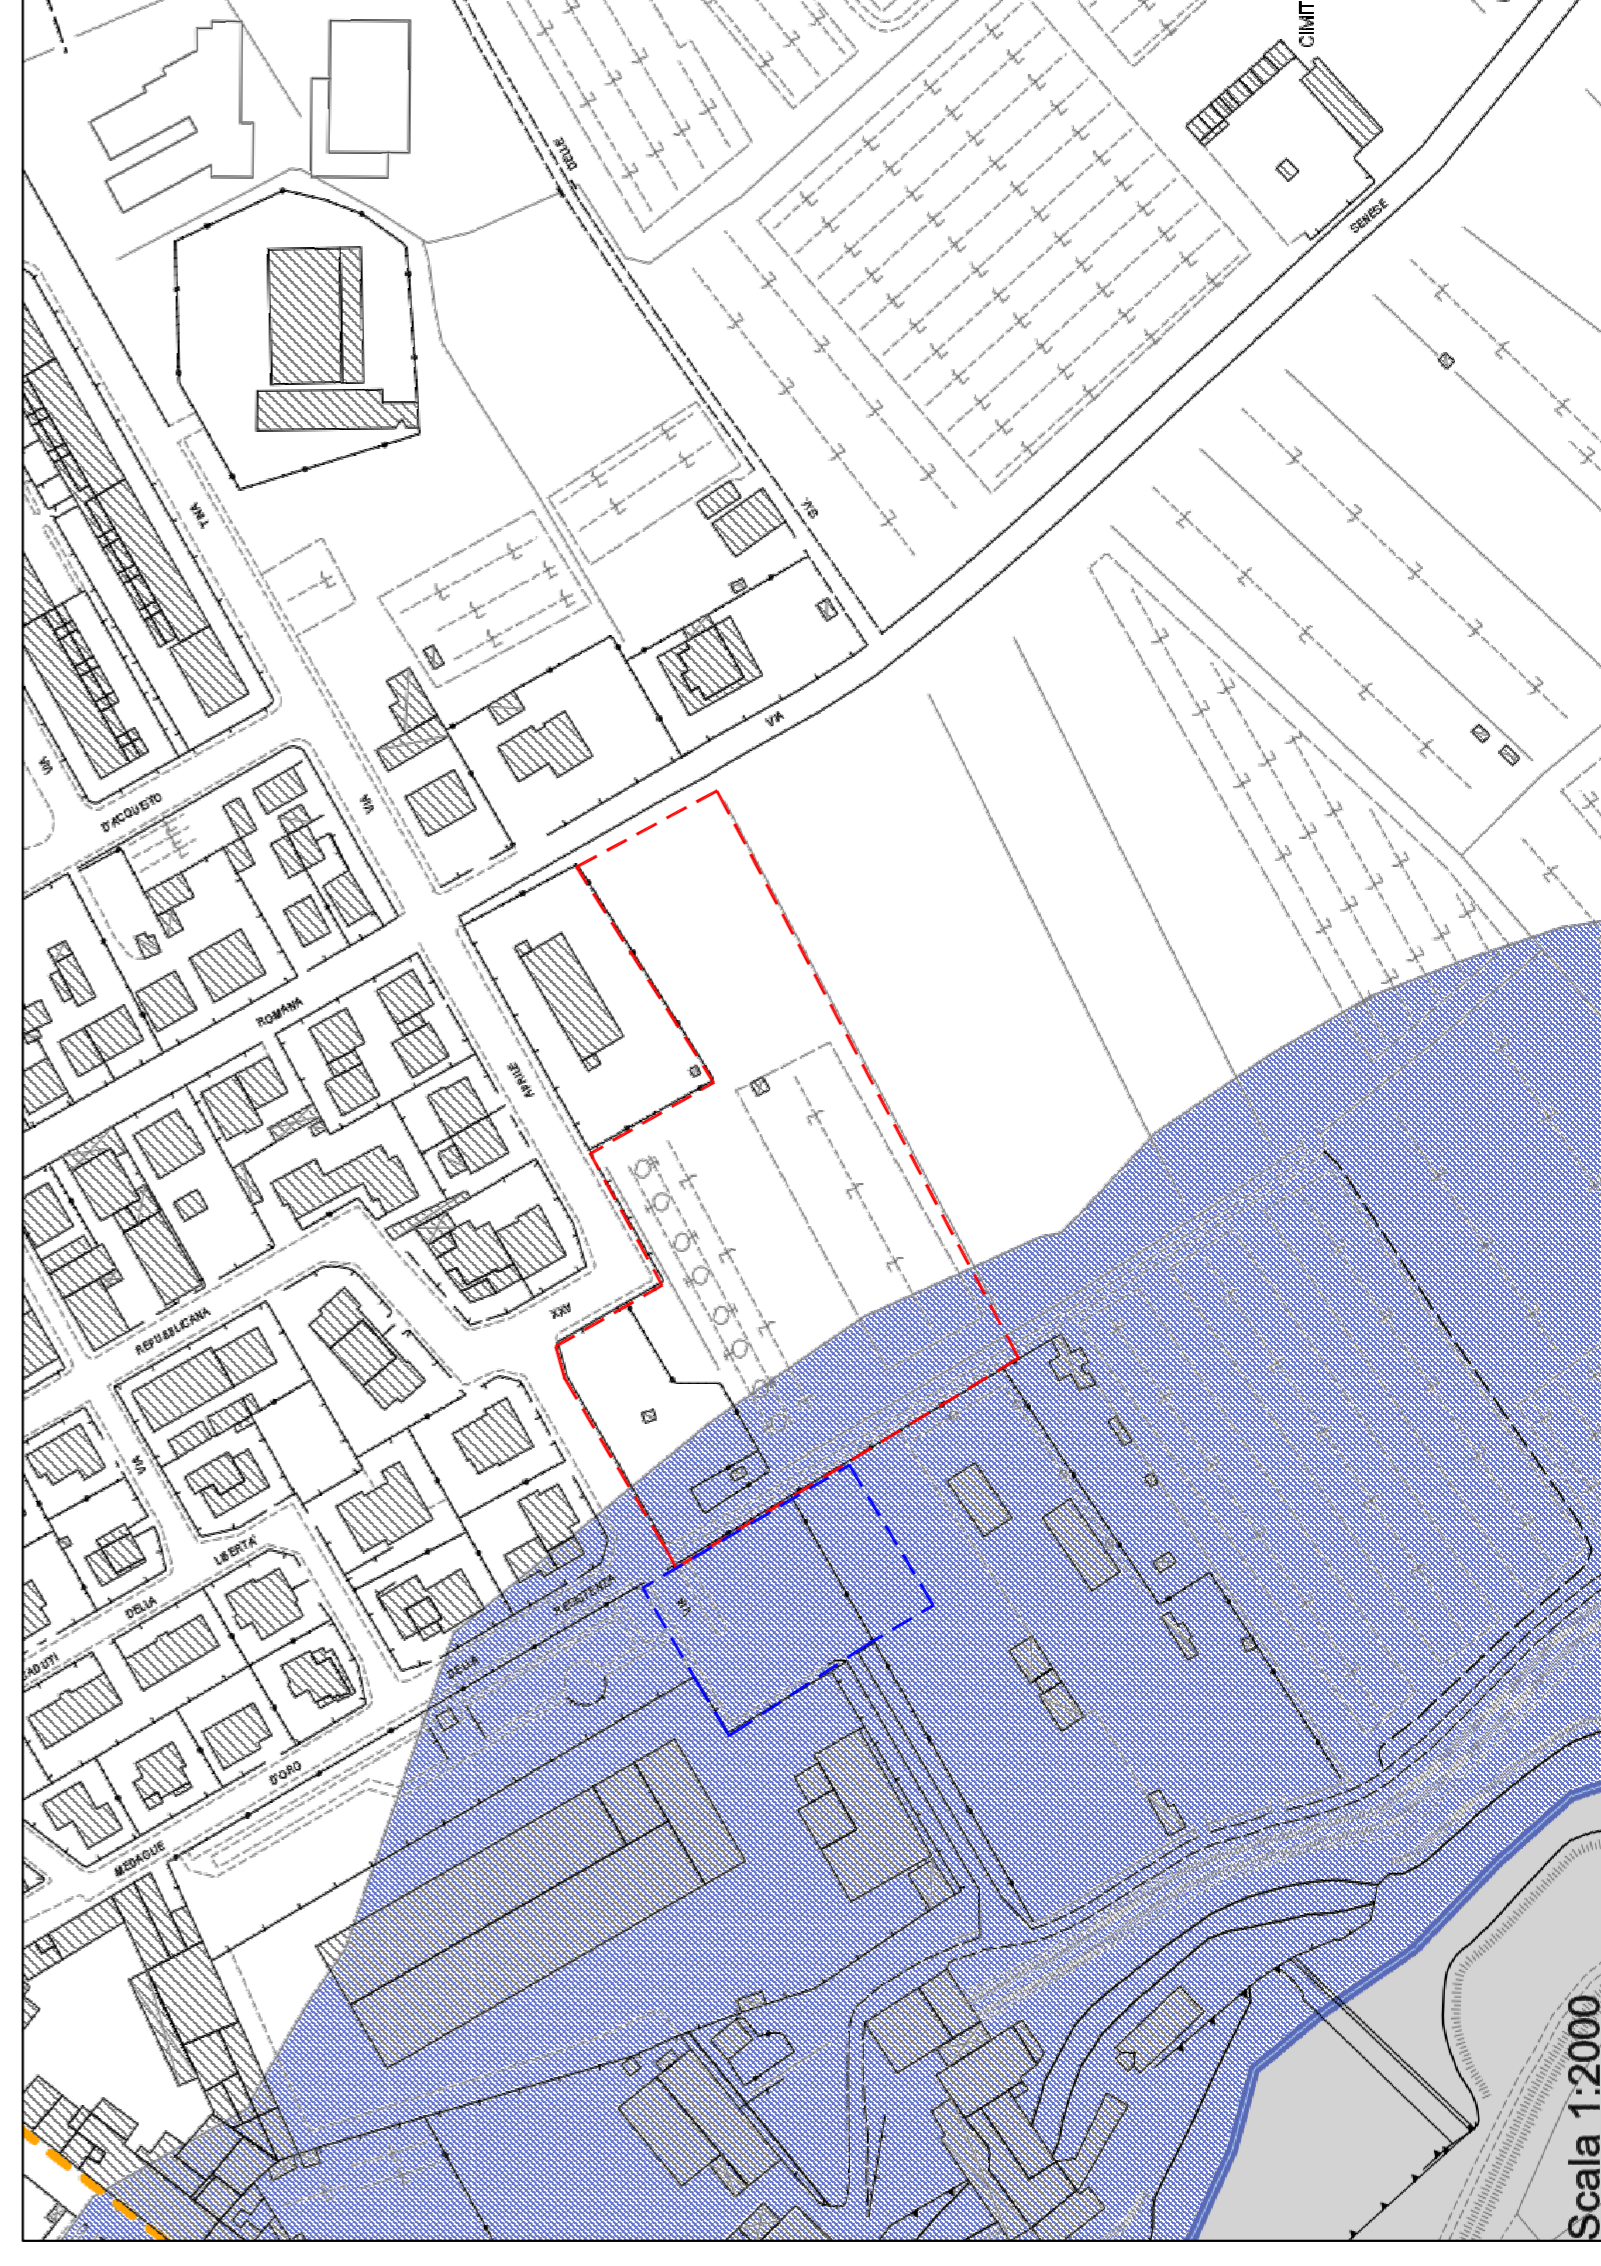 CIMIT
DELLE
SENESE
S.V.
TINA
VIA
VIA
VIA
D'ACQUISTO
ROMANA
APRILE
XXV
REPUBBLICANA
VIA
LIBERTA'
DELLA
CADUTI
RESISTENZA
VIA
DELLA
D'ORO
MEDAGLIE
Scala 1:2000